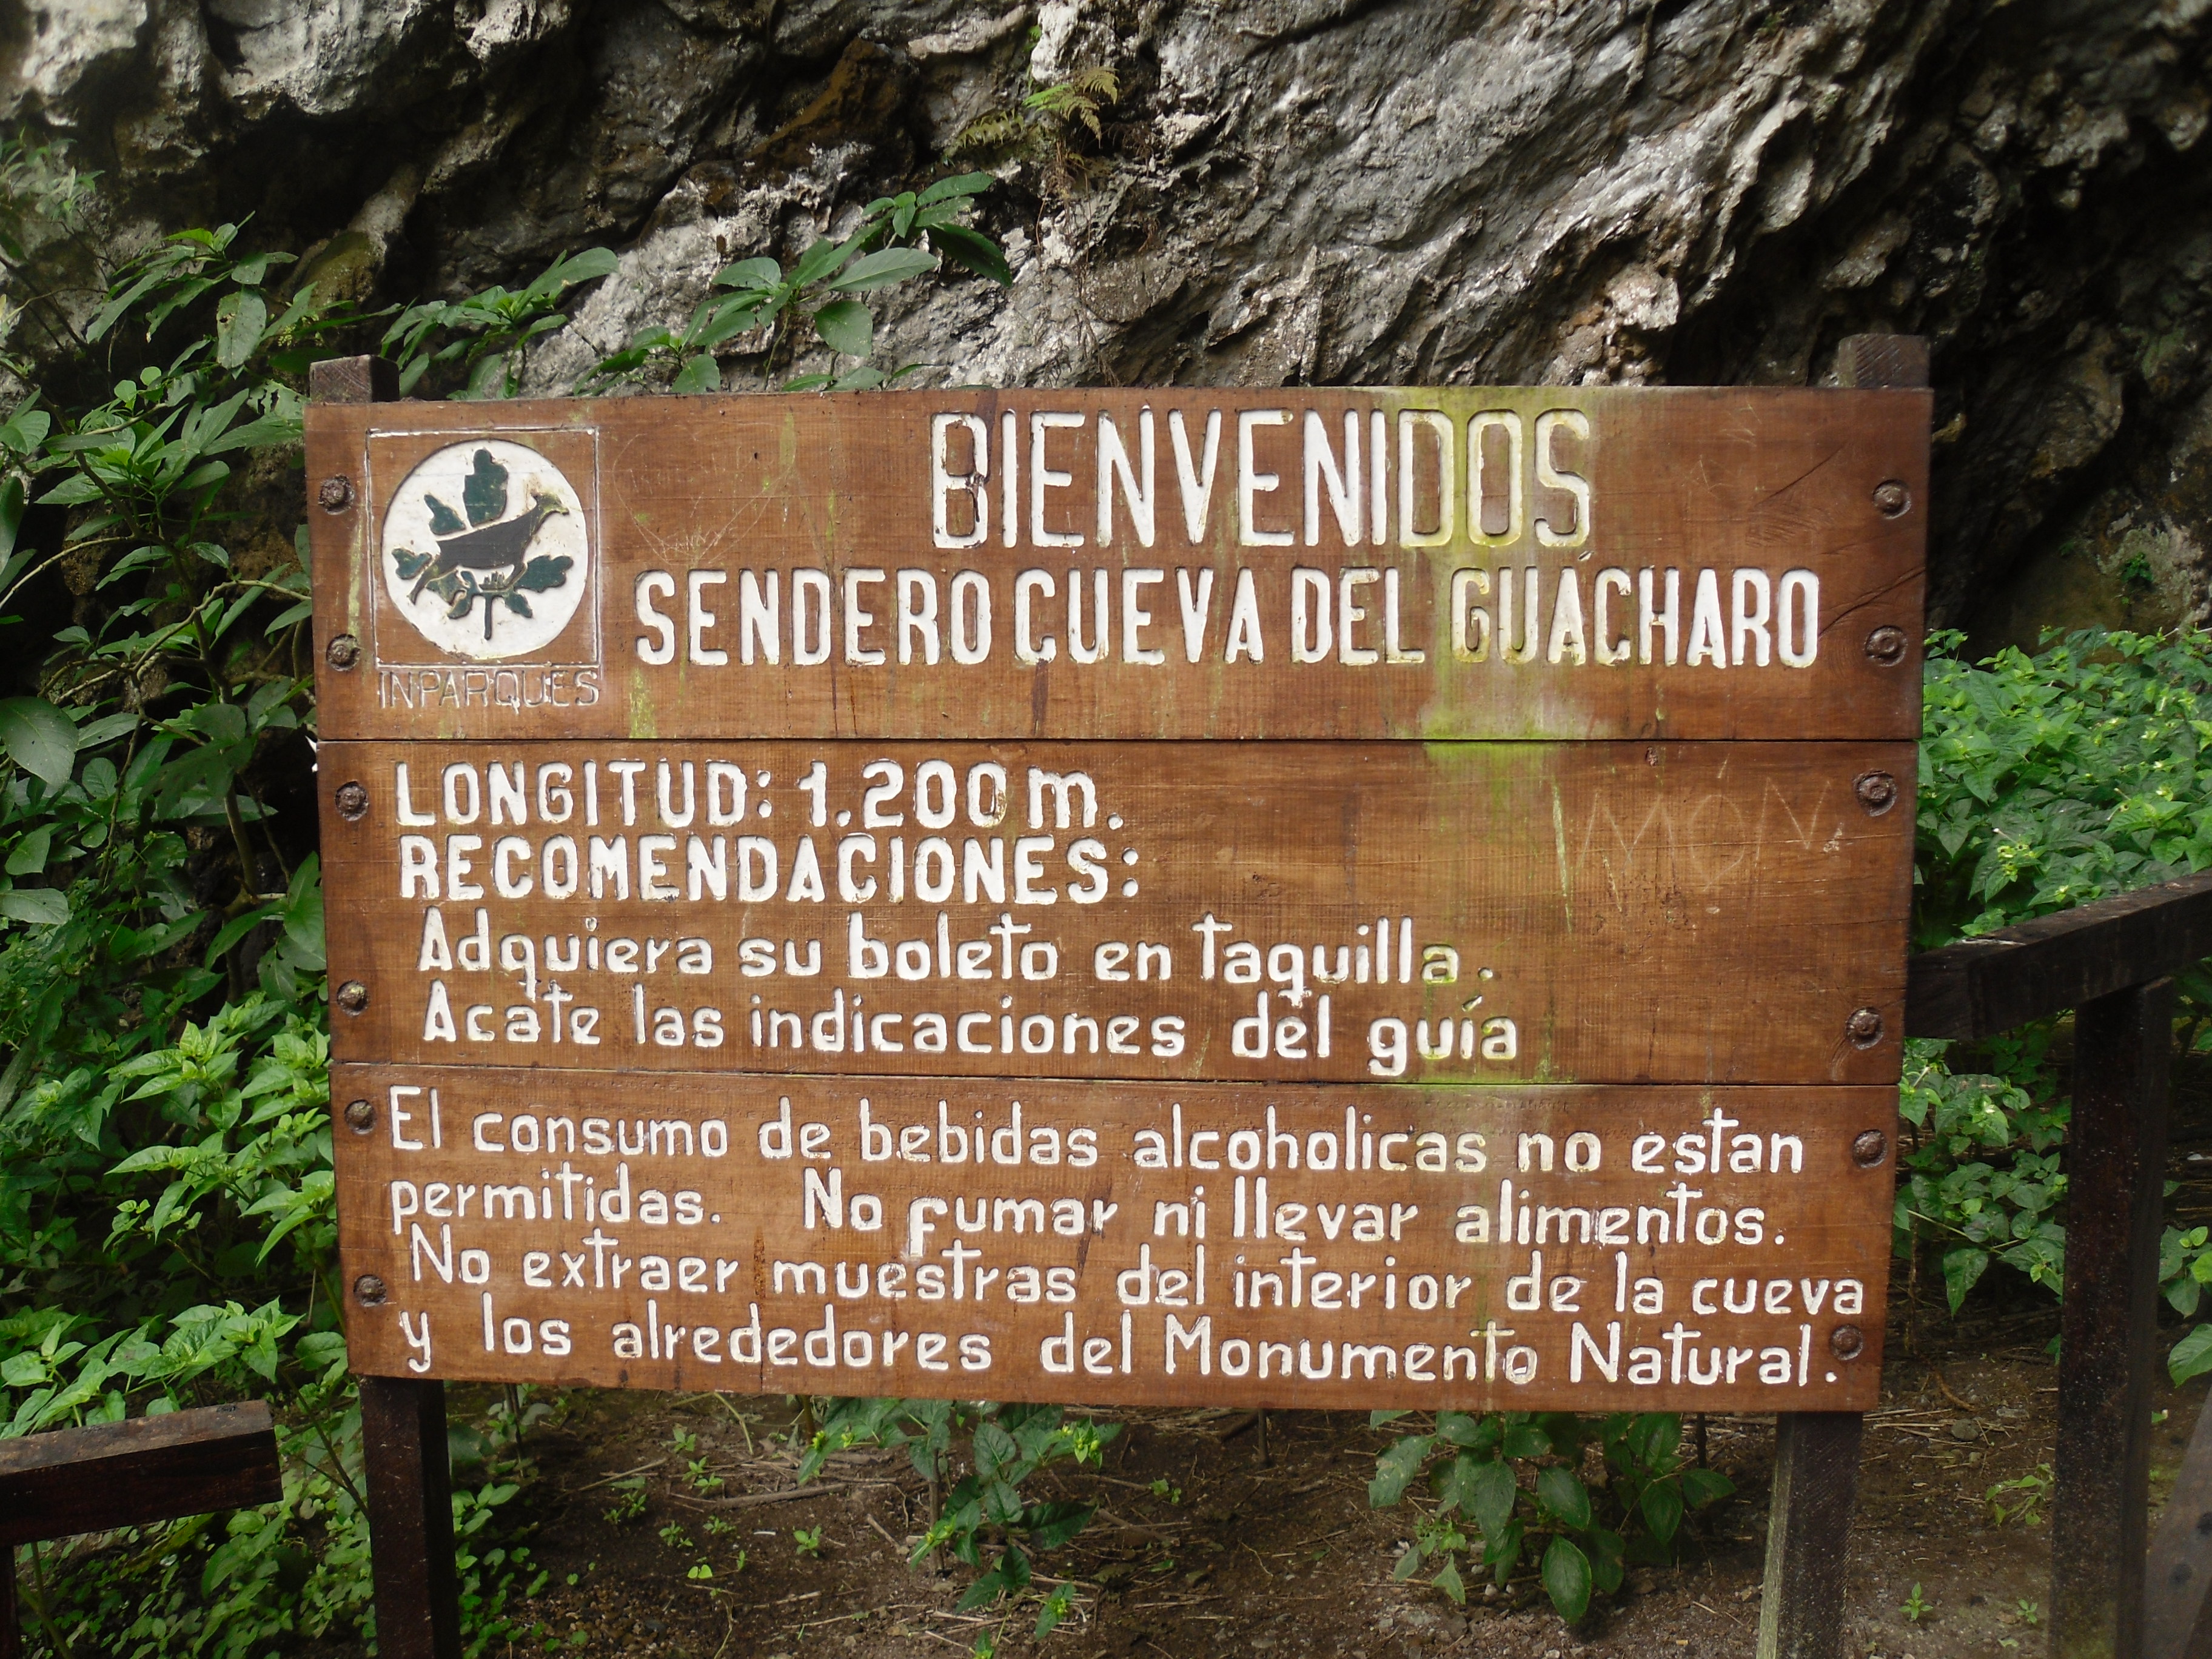 BIENVENIDOS
SENDERO CUEVA DEL GUÁCHARO
INPARQUES
LONGITUD: 1.200 m.
RECOMENDACIONES:
Adquiera su boleto en taquilla.
Acate las indicaciones del guía
El consumo de bebidas alcoholicas no estan
permitidas. No fumar ni llevar alimentos.
No extraer muestras del interior de la cueva
y los alrededores del Monumento Natural.